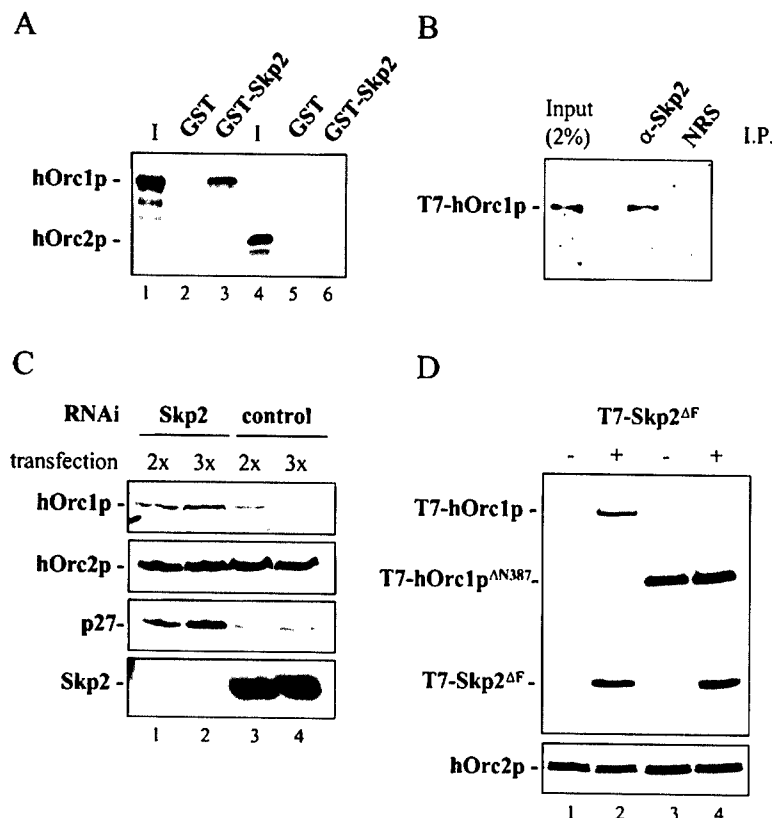 A
I GST GST-Skp2 I GST GST-Skp2
hOrc1p -
hOrc2p -
1 2 3 4 5 6
B
Input (2%) α-Skp2 NRS I.P.
T7-hOrc1p -
C
RNAi Skp2 control
transfection 2x 3x 2x 3x
hOrc1p -
hOrc2p-
p27-
Skp2 -
1 2 3 4
D
T7-Skp2ΔF
- + - +
T7-hOrc1p -
T7-hOrc1pΔN387-
T7-Skp2ΔF -
hOrc2p -
1 2 3 4